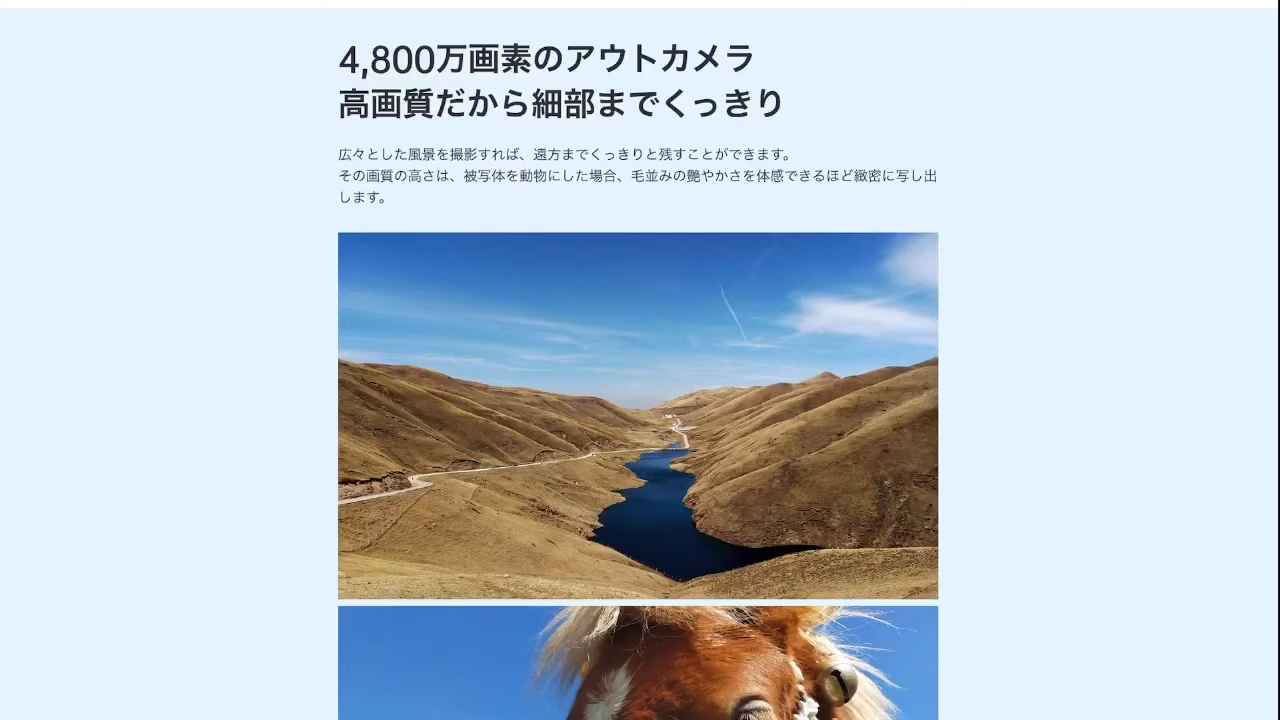 4,800万画素のアウトカメラ
高画質だから細部までくっきり
広々とした風景を撮影すれば、遠方までくっきりと残すことができます。
その画質の高さは、被写体を動物にした場合、毛並みの艶やかさを体感できるほど緻密に写し出
します。